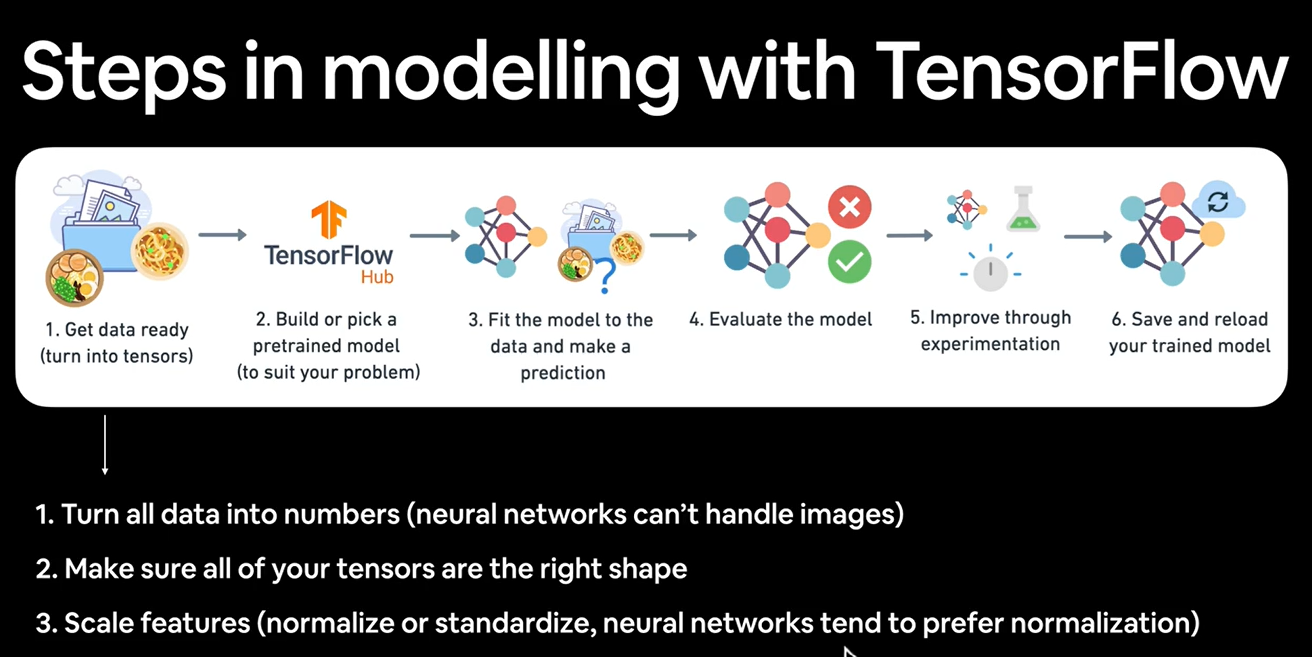 Steps in modelling with TensorFlow
TensorFlow
Hub
1. Get data ready
(turn into tensors)
2. Build or pick a
pretrained model
(to suit your problem)
3. Fit the model to the
data and make a
prediction
4. Evaluate the model
5. Improve through
experimentation
6. Save and reload
your trained model
1. Turn all data into numbers (neural networks can’t handle images)
2. Make sure all of your tensors are the right shape
3. Scale features (normalize or standardize, neural networks tend to prefer normalization)